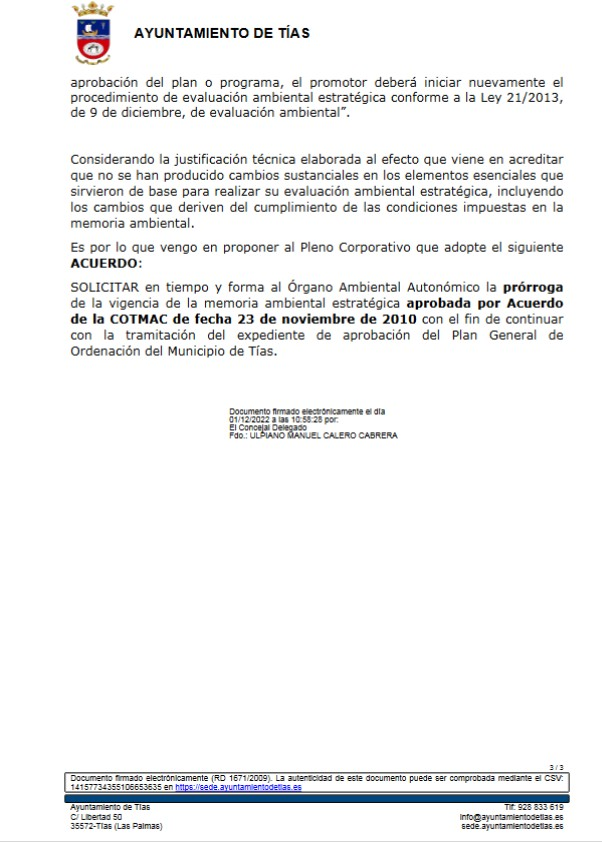 AYUNTAMIENTO DE TÍAS
aprobación del plan o programa, el promotor deberá iniciar nuevamente el
procedimiento de evaluación ambiental estratégica conforme a la Ley 21/2013,
de 9 de diciembre, de evaluación ambiental”.
Considerando la justificación técnica elaborada al efecto que viene en acreditar
que no se han producido cambios sustanciales en los elementos esenciales que
sirvieron de base para realizar su evaluación ambiental estratégica, incluyendo
los cambios que deriven del cumplimiento de las condiciones impuestas en la
memoria ambiental.
Es por lo que vengo en proponer al Pleno Corporativo que adopte el siguiente
ACUERDO:
SOLICITAR en tiempo y forma al Órgano Ambiental Autonómico la prórroga
de la vigencia de la memoria ambiental estratégica aprobada por Acuerdo
de la COTMAC de fecha 23 de noviembre de 2010 con el fin de continuar
con la tramitación del expediente de aprobación del Plan General de
Ordenación del Municipio de Tías.
Documento firmado electrónicamente el día
01/12/2022 a las 10:58:28 por:
El Concejal Delegado
Fdo.: ULPIANO MANUEL CALERO CABRERA
3 / 3
Documento firmado electrónicamente (RD 1671/2009). La autenticidad de este documento puede ser comprobada mediante el CSV:
14157734355106653635 en https://sede.ayuntamientodetias.es
Ayuntamiento de Tías
C/ Libertad 50
35572-Tías (Las Palmas)
Tlf: 928 833 619
info@ayuntamientodetias.es
sede.ayuntamientodetias.es